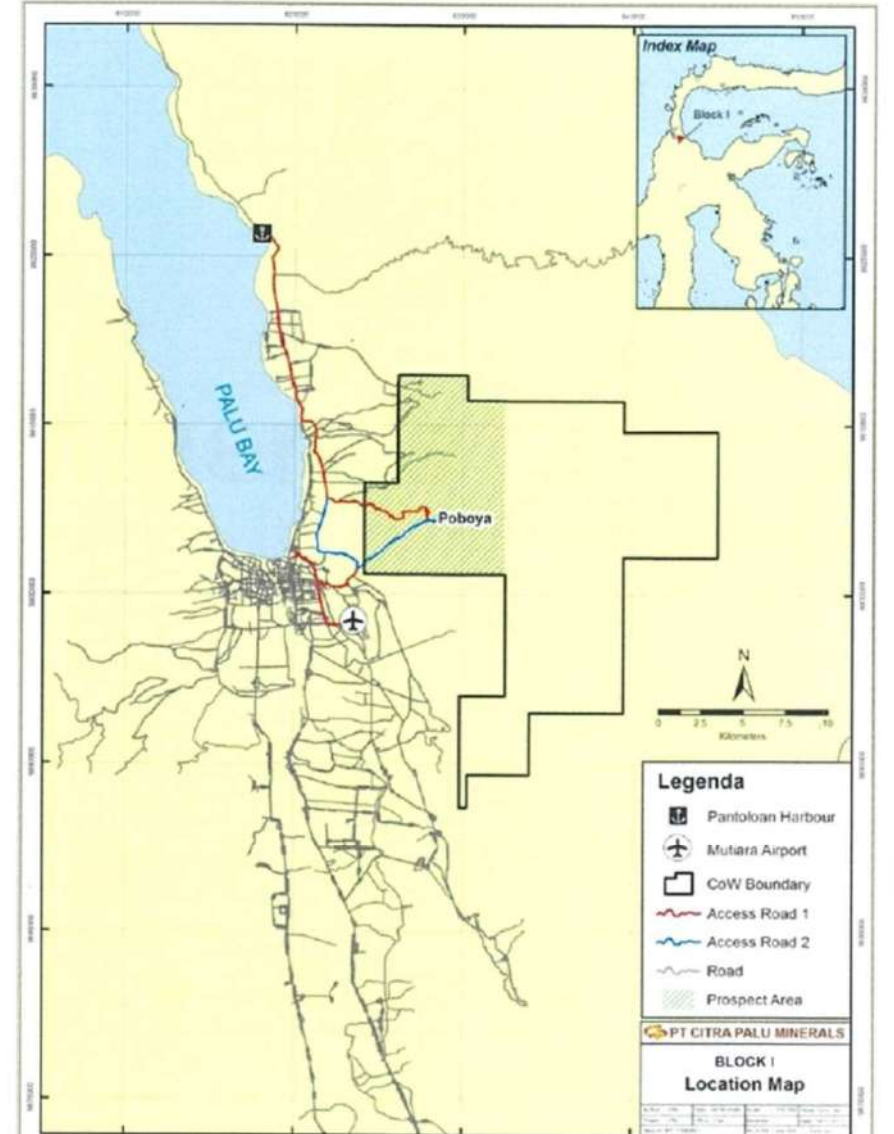 Index Map
Block I
PALU BAY
Poboya
N
0 2.5 5 7.5 10
Kilometers
Legenda
Pantoloan Harbour
Mutiara Airport
CoW Boundary
Access Road 1
Access Road 2
Road
Prospect Area
PT CITRA PALU MINERALS
BLOCK I
Location Map